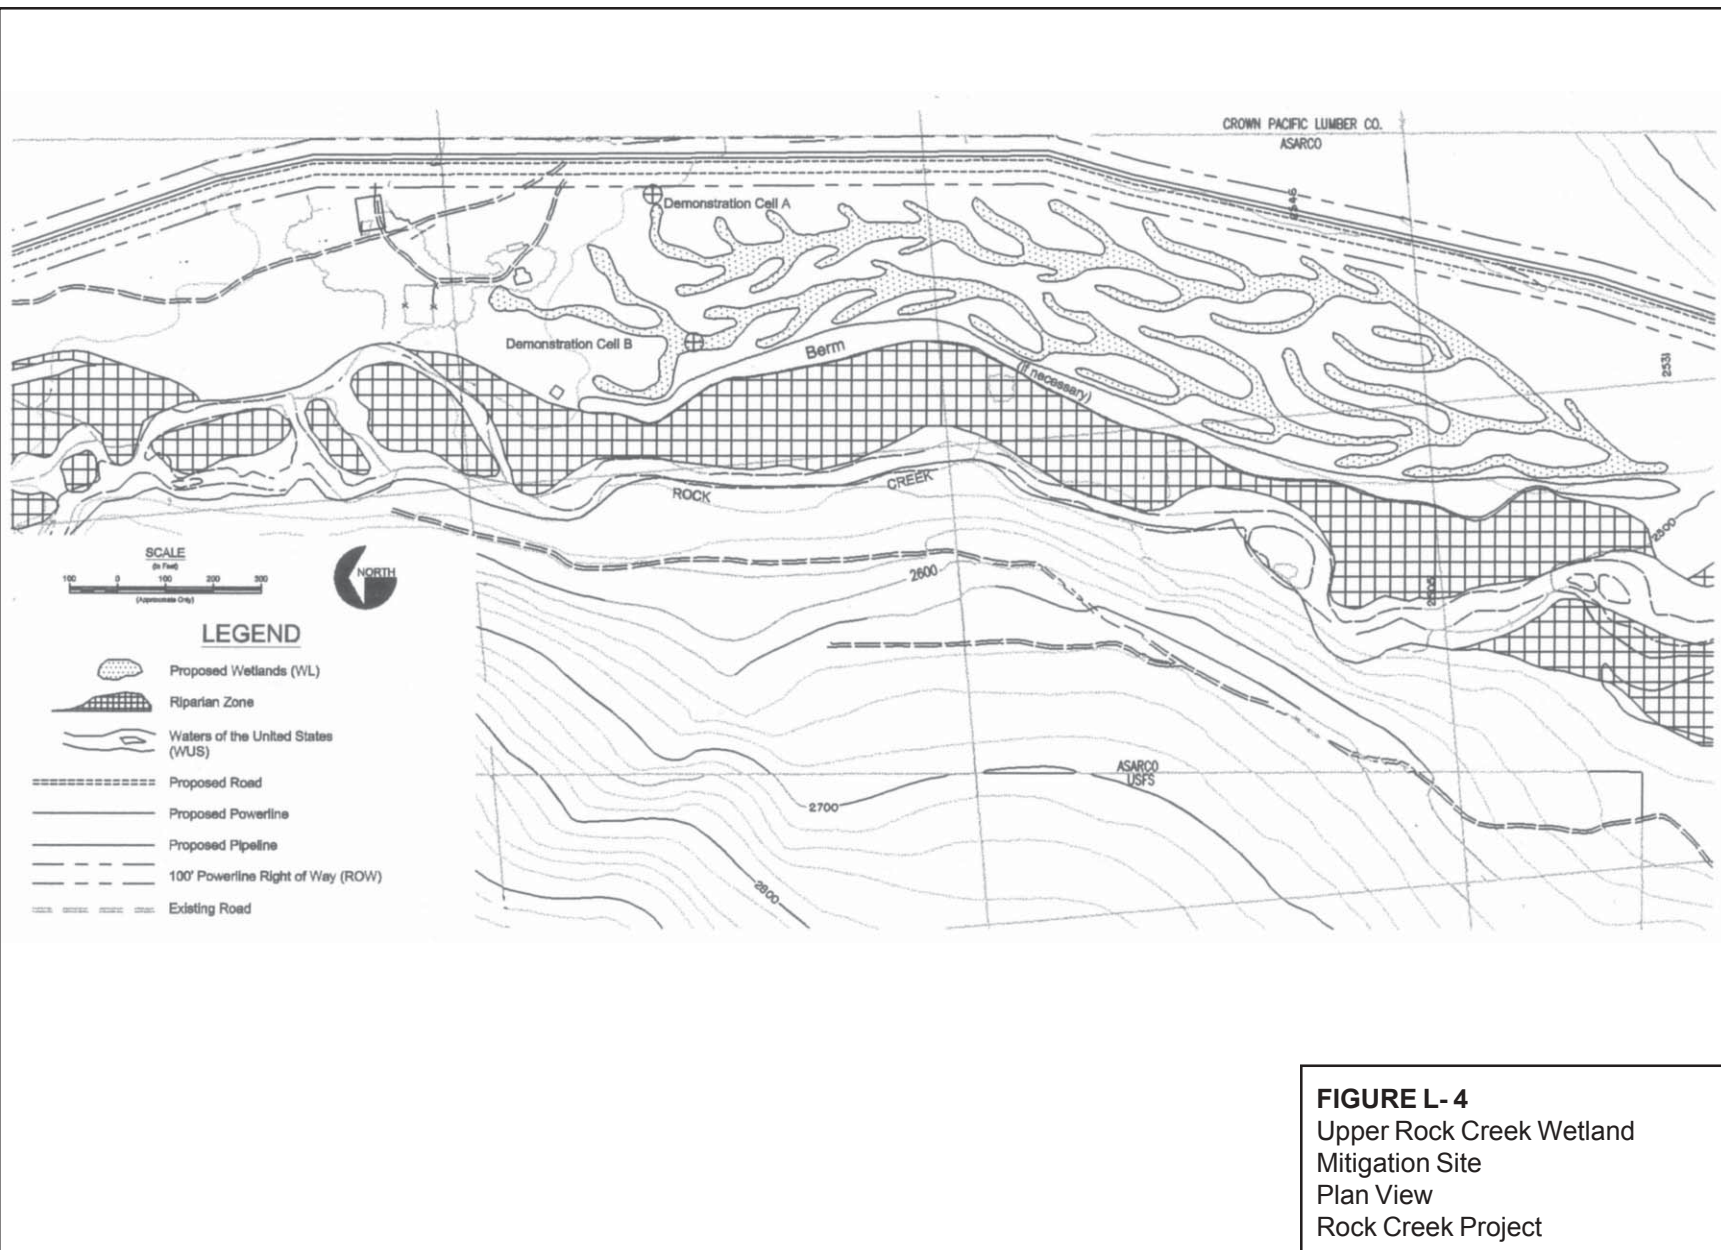 CROWN PACIFIC LUMBER CO.
ASARCO
2546
Demonstration Cell A
Demonstration Cell B
Berm
(if necessary)
2531
ROCK CREEK
2500
2505
2600
ASARCO
USFS
2700
2800
SCALE
(In Feet)
100 0 100 200 300
(Approximate Only)
NORTH
LEGEND
Proposed Wetlands (WL)
Riparian Zone
Waters of the United States
(WUS)
Proposed Road
Proposed Powerline
Proposed Pipeline
100' Powerline Right of Way (ROW)
Existing Road
FIGURE L- 4
Upper Rock Creek Wetland
Mitigation Site
Plan View
Rock Creek Project